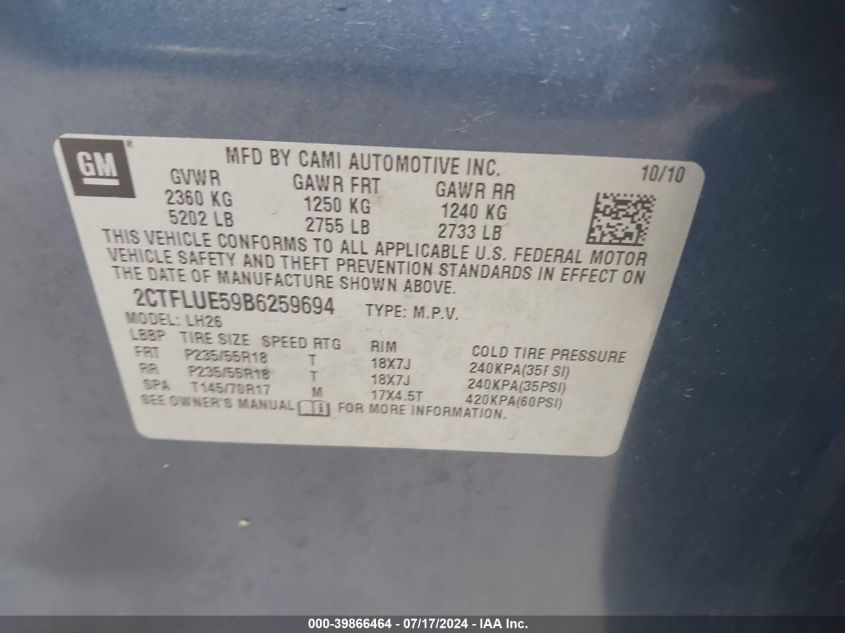 GM®
MFD BY CAMI AUTOMOTIVE INC. 10/10
GVWR GAWR FRT GAWR RR
2360 KG 1250 KG 1240 KG
5202 LB 2755 LB 2733 LB
THIS VEHICLE CONFORMS TO ALL APPLICABLE U.S. FEDERAL MOTOR
VEHICLE SAFETY AND THEFT PREVENTION STANDARDS IN EFFECT ON
THE DATE OF MANUFACTURE SHOWN ABOVE.
2CTFLUE59B6259694 TYPE: M.P.V.
MODEL: LH26
LBBP TIRE SIZE SPEED RTG RIM COLD TIRE PRESSURE
FRT P235/55R18 T 18X7J 240KPA(35PSI)
RR P235/55R18 T 18X7J 240KPA(35PSI)
SPA T145/70R17 M 17X4.5T 420KPA(60PSI)
SEE OWNER'S MANUAL FOR MORE INFORMATION.
000-39866464 - 07/17/2024 - IAA Inc.